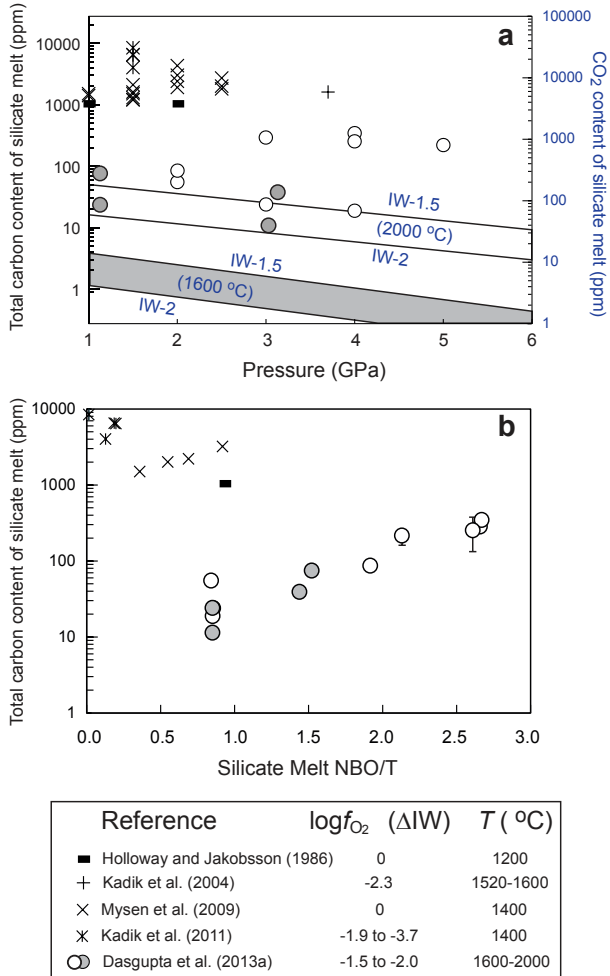 a
Total carbon content of silicate melt (ppm)
10000
1000
100
10
1
CO2 content of silicate melt (ppm)
100000
10000
1000
100
10
1
IW-1.5
(2000 °C)
IW-2
IW-1.5
(1600 °C)
IW-2
1 2 3 4 5 6
Pressure (GPa)
b
Total carbon content of silicate melt (ppm)
10000
1000
100
10
1
0.0 0.5 1.0 1.5 2.0 2.5 3.0
Silicate Melt NBO/T
Reference logfO2 (ΔIW) T ( °C)
Holloway and Jakobsson (1986) 0 1200
Kadik et al. (2004) -2.3 1520-1600
Mysen et al. (2009) 0 1400
Kadik et al. (2011) -1.9 to -3.7 1400
Dasgupta et al. (2013a) -1.5 to -2.0 1600-2000